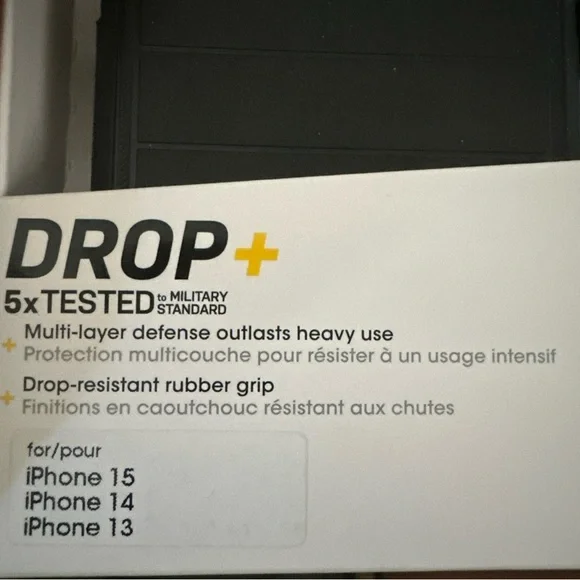 DROP+
5xTESTED to MILITARY STANDARD
+ Multi-layer defense outlasts heavy use
Protection multicouche pour résister à un usage intensif
+ Drop-resistant rubber grip
Finitions en caoutchouc résistant aux chutes
for/pour
iPhone 15
iPhone 14
iPhone 13